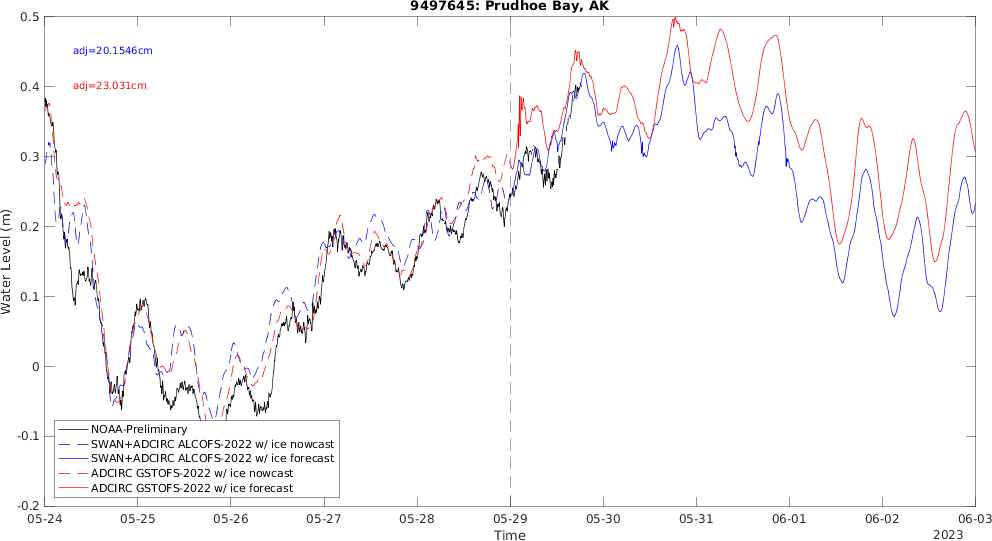 9497645: Prudhoe Bay, AK
0.5
adj=20.1546cm
0.4
adj=23.031cm
0.3
0.2
Water Level (m)
0.1
0
-0.1
NOAA-Preliminary
SWAN+ADCIRC ALCOFS-2022 w/ ice nowcast
SWAN+ADCIRC ALCOFS-2022 w/ ice forecast
ADCIRC GSTOFS-2022 w/ ice nowcast
ADCIRC GSTOFS-2022 w/ ice forecast
-0.2
05-24 05-25 05-26 05-27 05-28 05-29 05-30 05-31 06-01 06-02 06-03
Time
2023